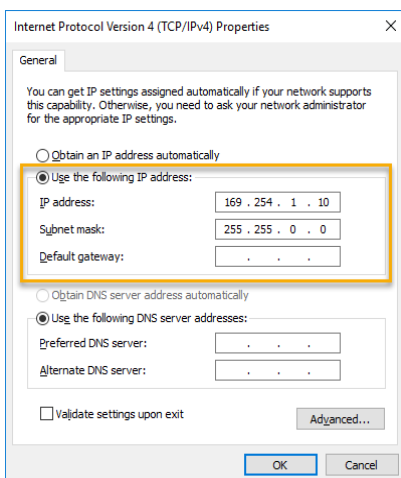 Internet Protocol Version 4 (TCP/IPv4) Properties
General
You can get IP settings assigned automatically if your network supports
this capability. Otherwise, you need to ask your network administrator
for the appropriate IP settings.
Obtain an IP address automatically
Use the following IP address:
IP address: 169 . 254 . 1 . 10
Subnet mask: 255 . 255 . 0 . 0
Default gateway: . . .
Obtain DNS server address automatically
Use the following DNS server addresses:
Preferred DNS server: . . .
Alternate DNS server: . . .
Validate settings upon exit
Advanced...
OK Cancel